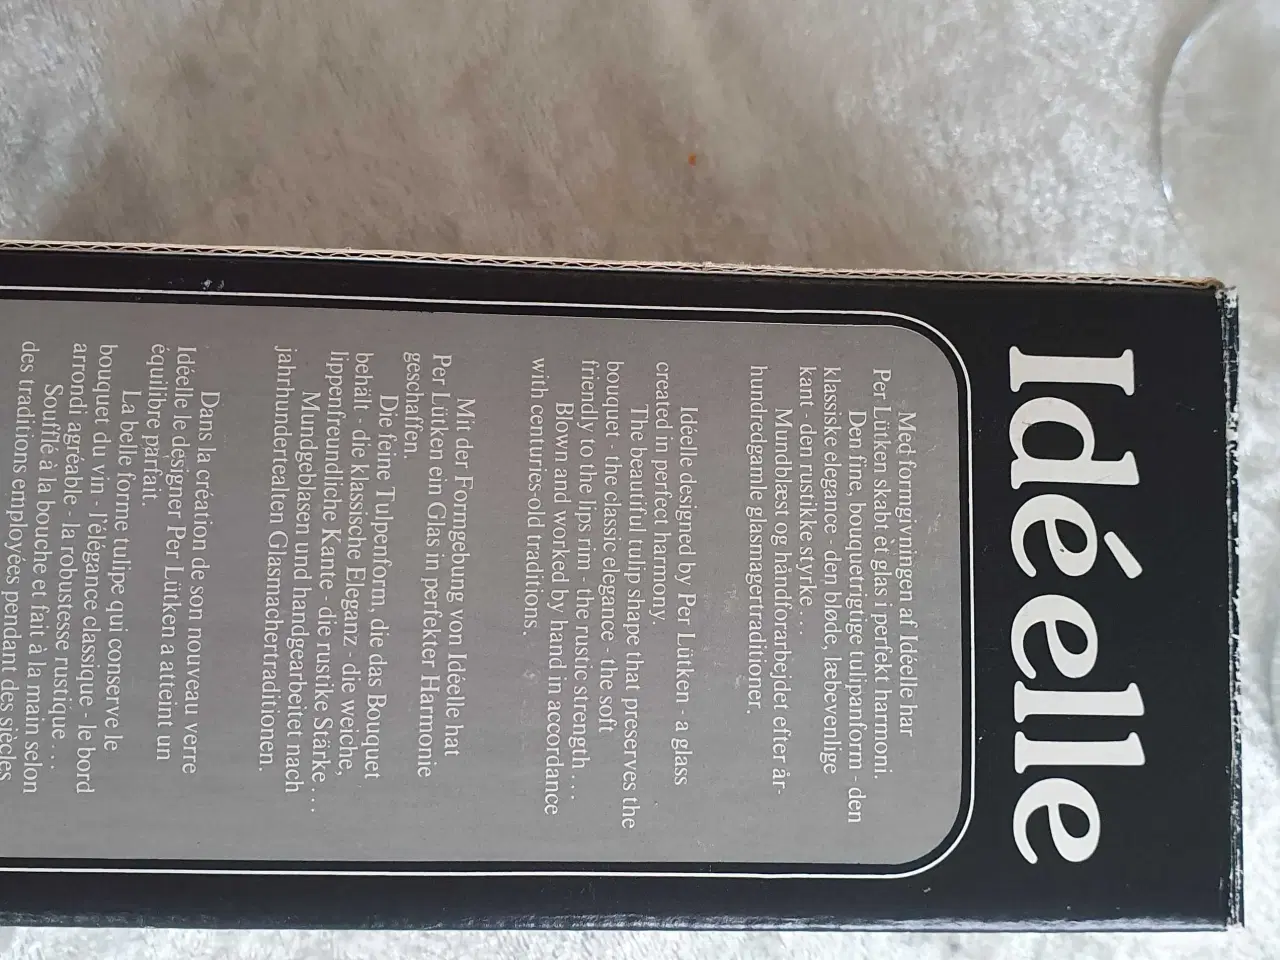 Idéelle
Med formgivningen af Idéelle har
Per Lütken skabt et glas i perfekt harmoni.
Den fine, bouquetrigtige tulipanform - den
klassiske elegance - den bløde, læbevenlige
kant - den rustikke styrke...
Mundblæst og håndforarbejdet efter år-
hundredgamle glasmagertraditioner.
Idéelle designed by Per Lütken - a glass
created in perfect harmony.
The beautiful tulip shape that preserves the
bouquet - the classic elegance - the soft
friendly to the lips rim - the rustic strength...
Blown and worked by hand in accordance
with centuries-old traditions.
Mit der Formgebung von Idéelle hat
Per Lütken ein Glas in perfekter Harmonie
geschaffen.
Die feine Tulpenform, die das Bouquet
behält - die klassische Eleganz - die weiche,
lippenfreundliche Kante - die rustike Stärke....
Mundgeblasen und handgearbeitet nach
jahrhundertealten Glasmachertraditionen.
Dans la création de son nouveau verre
Idéelle le désigner Per Lütken a atteint un
équilibre parfait.
La belle forme tulipe qui conserve le
bouquet du vin - l'élégance classique - le bord
arrondi agréable - la robustesse rustique...
Soufflé à la bouche et fait à la main selon
des traditions employées pendant des siècles